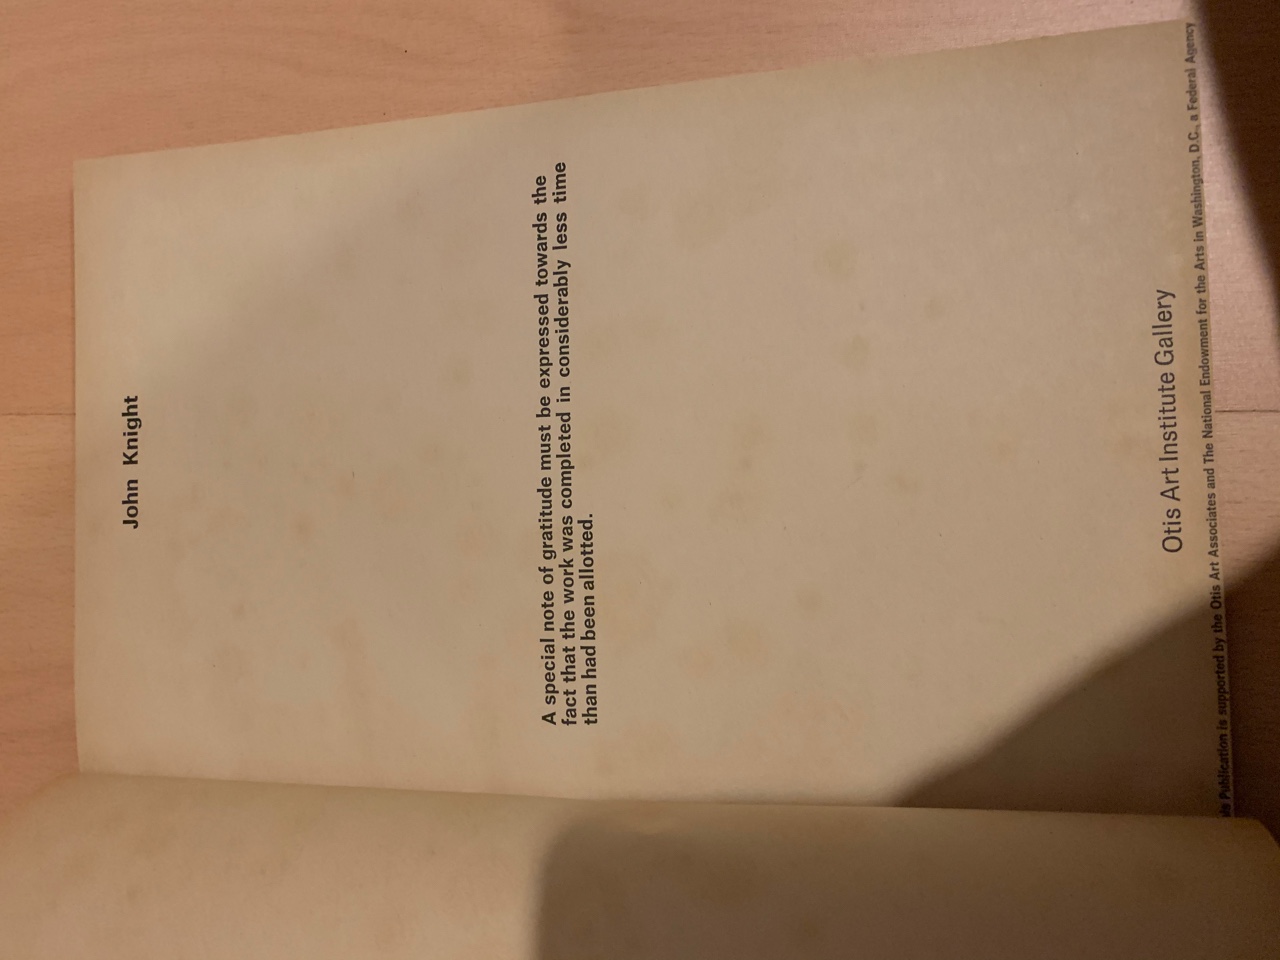 John Knight
A special note of gratitude must be expressed towards the
fact that the work was completed in considerably less time
than had been allotted.
Otis Art Institute Gallery
Publication is supported by the Otis Art Associates and The National Endowment for the Arts in Washington, D.C., a Federal Agency